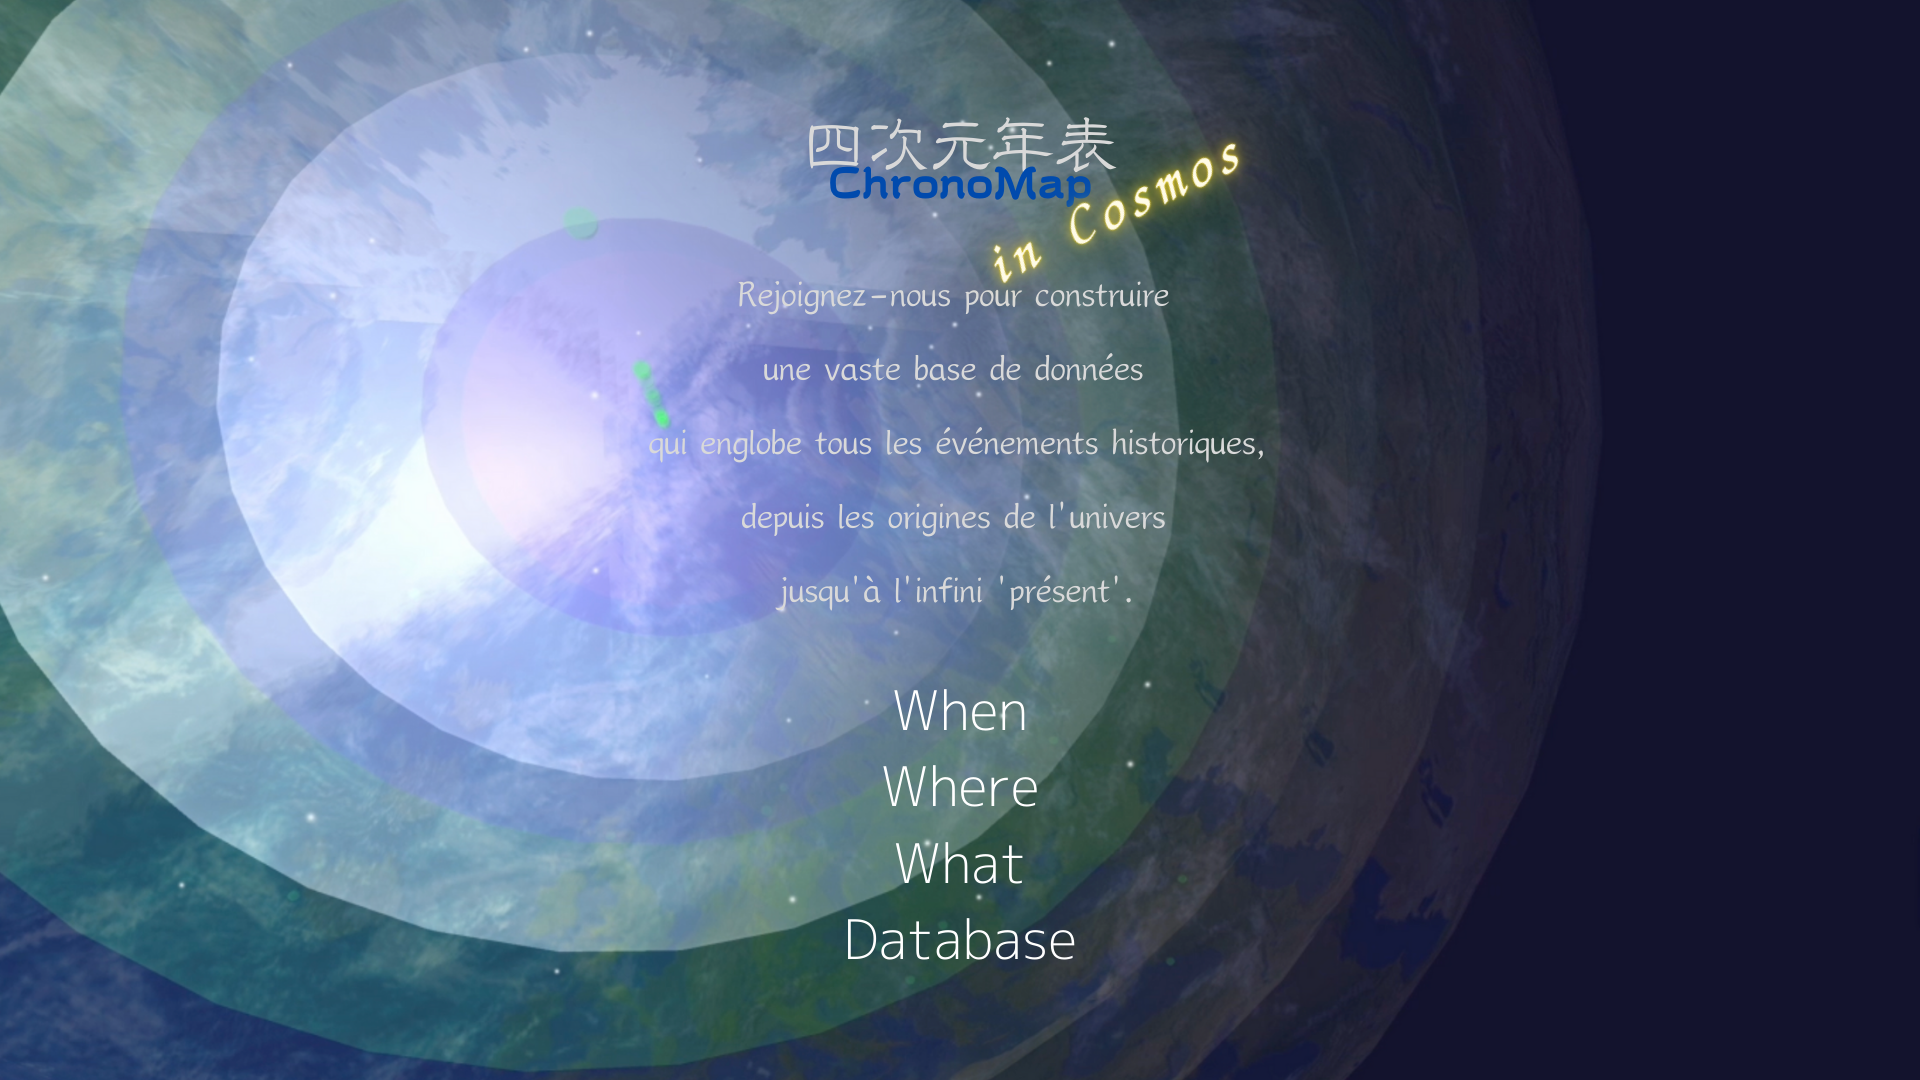 四次元年表
ChronoMap
in Cosmos
Rejoignez-nous pour construire
une vaste base de données
qui englobe tous les événements historiques,
depuis les origines de l'univers
jusqu'à l'infini 'présent'.
When
Where
What
Database